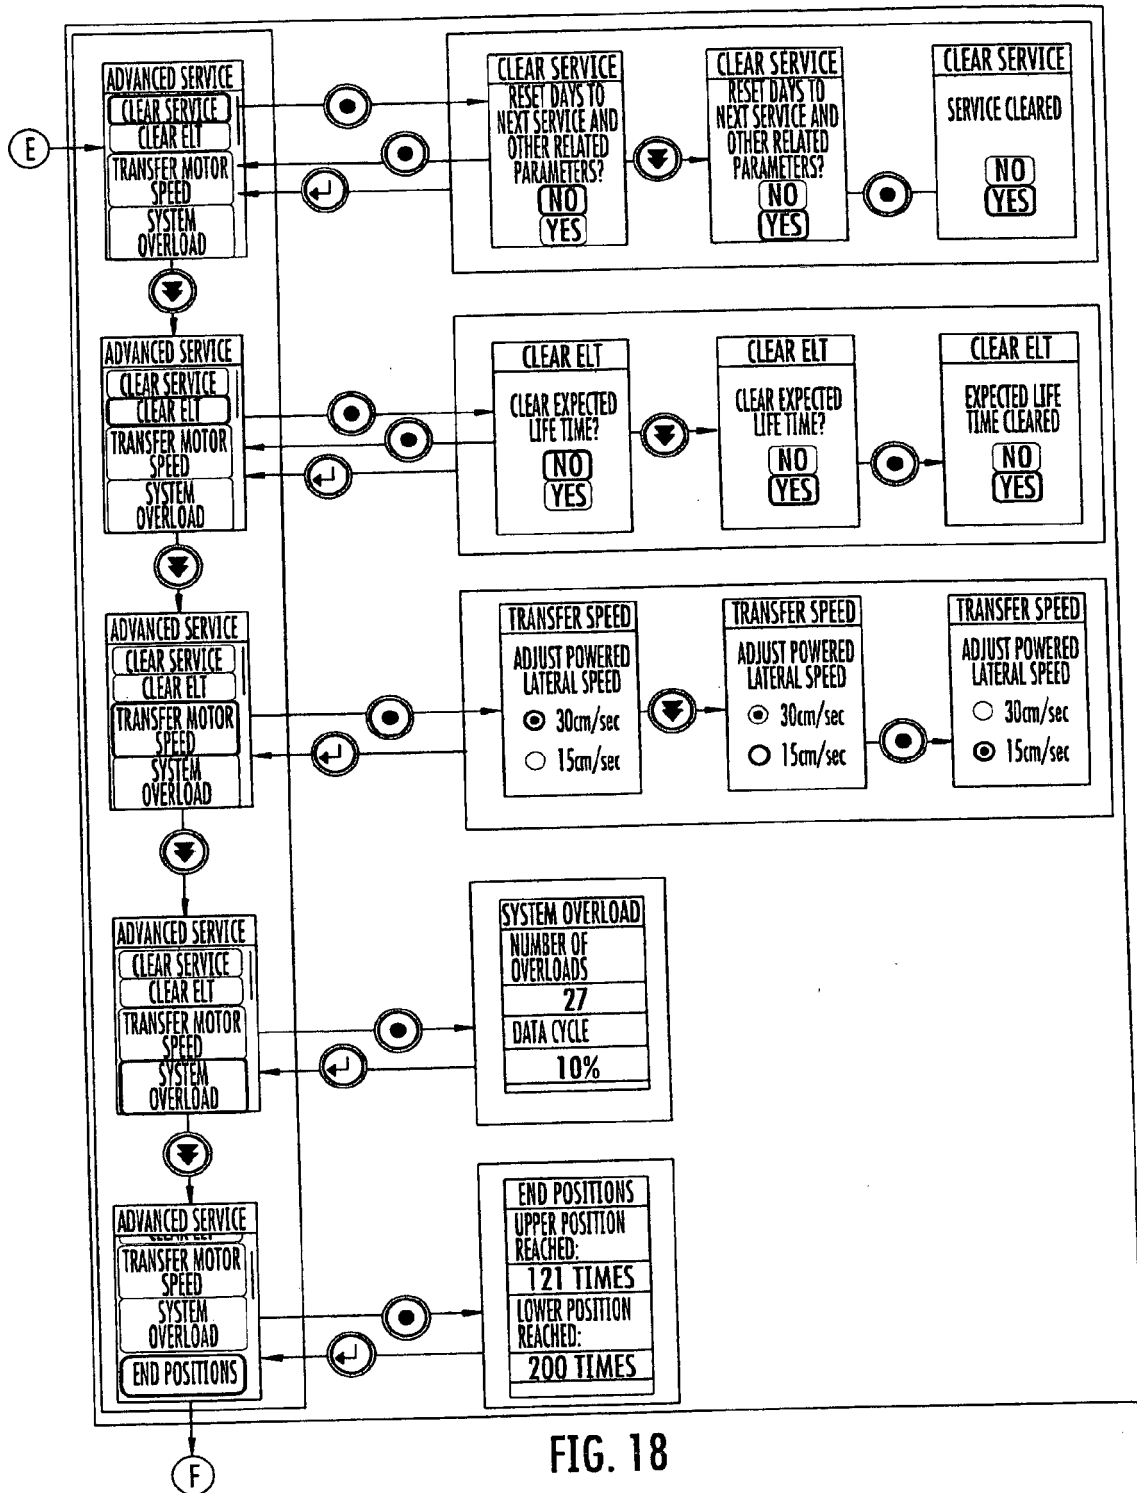 ADVANCED SERVICE
CLEAR SERVICE
CLEAR ELT
TRANSFER MOTOR
SPEED
SYSTEM
OVERLOAD
E
CLEAR SERVICE
RESET DAYS TO
NEXT SERVICE AND
OTHER RELATED
PARAMETERS?
NO
YES
CLEAR SERVICE
RESET DAYS TO
NEXT SERVICE AND
OTHER RELATED
PARAMETERS?
NO
YES
CLEAR SERVICE
SERVICE CLEARED
NO
YES
ADVANCED SERVICE
CLEAR SERVICE
CLEAR ELT
TRANSFER MOTOR
SPEED
SYSTEM
OVERLOAD
CLEAR ELT
CLEAR EXPECTED
LIFE TIME?
NO
YES
CLEAR ELT
CLEAR EXPECTED
LIFE TIME?
NO
YES
CLEAR ELT
EXPECTED LIFE
TIME CLEARED
NO
YES
ADVANCED SERVICE
CLEAR SERVICE
CLEAR ELT
TRANSFER MOTOR
SPEED
SYSTEM
OVERLOAD
TRANSFER SPEED
ADJUST POWERED
LATERAL SPEED
30cm/sec
15cm/sec
TRANSFER SPEED
ADJUST POWERED
LATERAL SPEED
30cm/sec
15cm/sec
TRANSFER SPEED
ADJUST POWERED
LATERAL SPEED
30cm/sec
15cm/sec
ADVANCED SERVICE
CLEAR SERVICE
CLEAR ELT
TRANSFER MOTOR
SPEED
SYSTEM
OVERLOAD
SYSTEM OVERLOAD
NUMBER OF
OVERLOADS
27
DATA CYCLE
10%
ADVANCED SERVICE
CLEAR ELT
TRANSFER MOTOR
SPEED
SYSTEM
OVERLOAD
END POSITIONS
END POSITIONS
UPPER POSITION
REACHED:
121 TIMES
LOWER POSITION
REACHED:
200 TIMES
F
FIG. 18